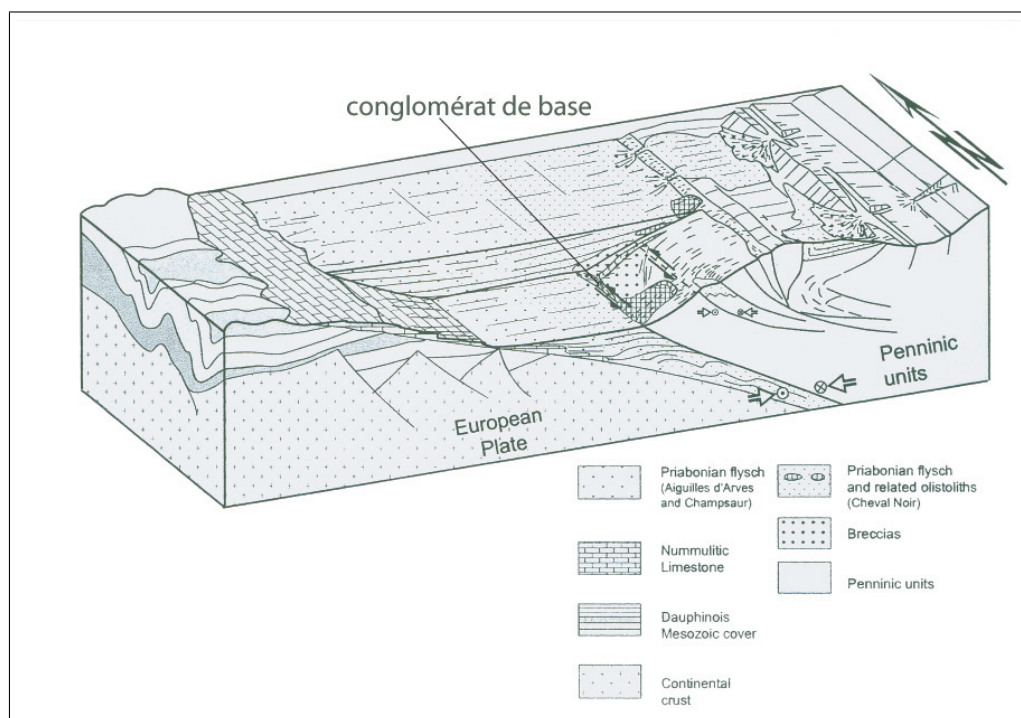 conglomérat de base
N
Penninic
units
European
Plate
Priabonian flysch
(Aiguilles d'Arves
and Champsaur)
Nummulitic
Limestone
Dauphinois
Mesozoic cover
Continental
crust
Priabonian flysch
and related olistoliths
(Cheval Noir)
Breccias
Penninic units